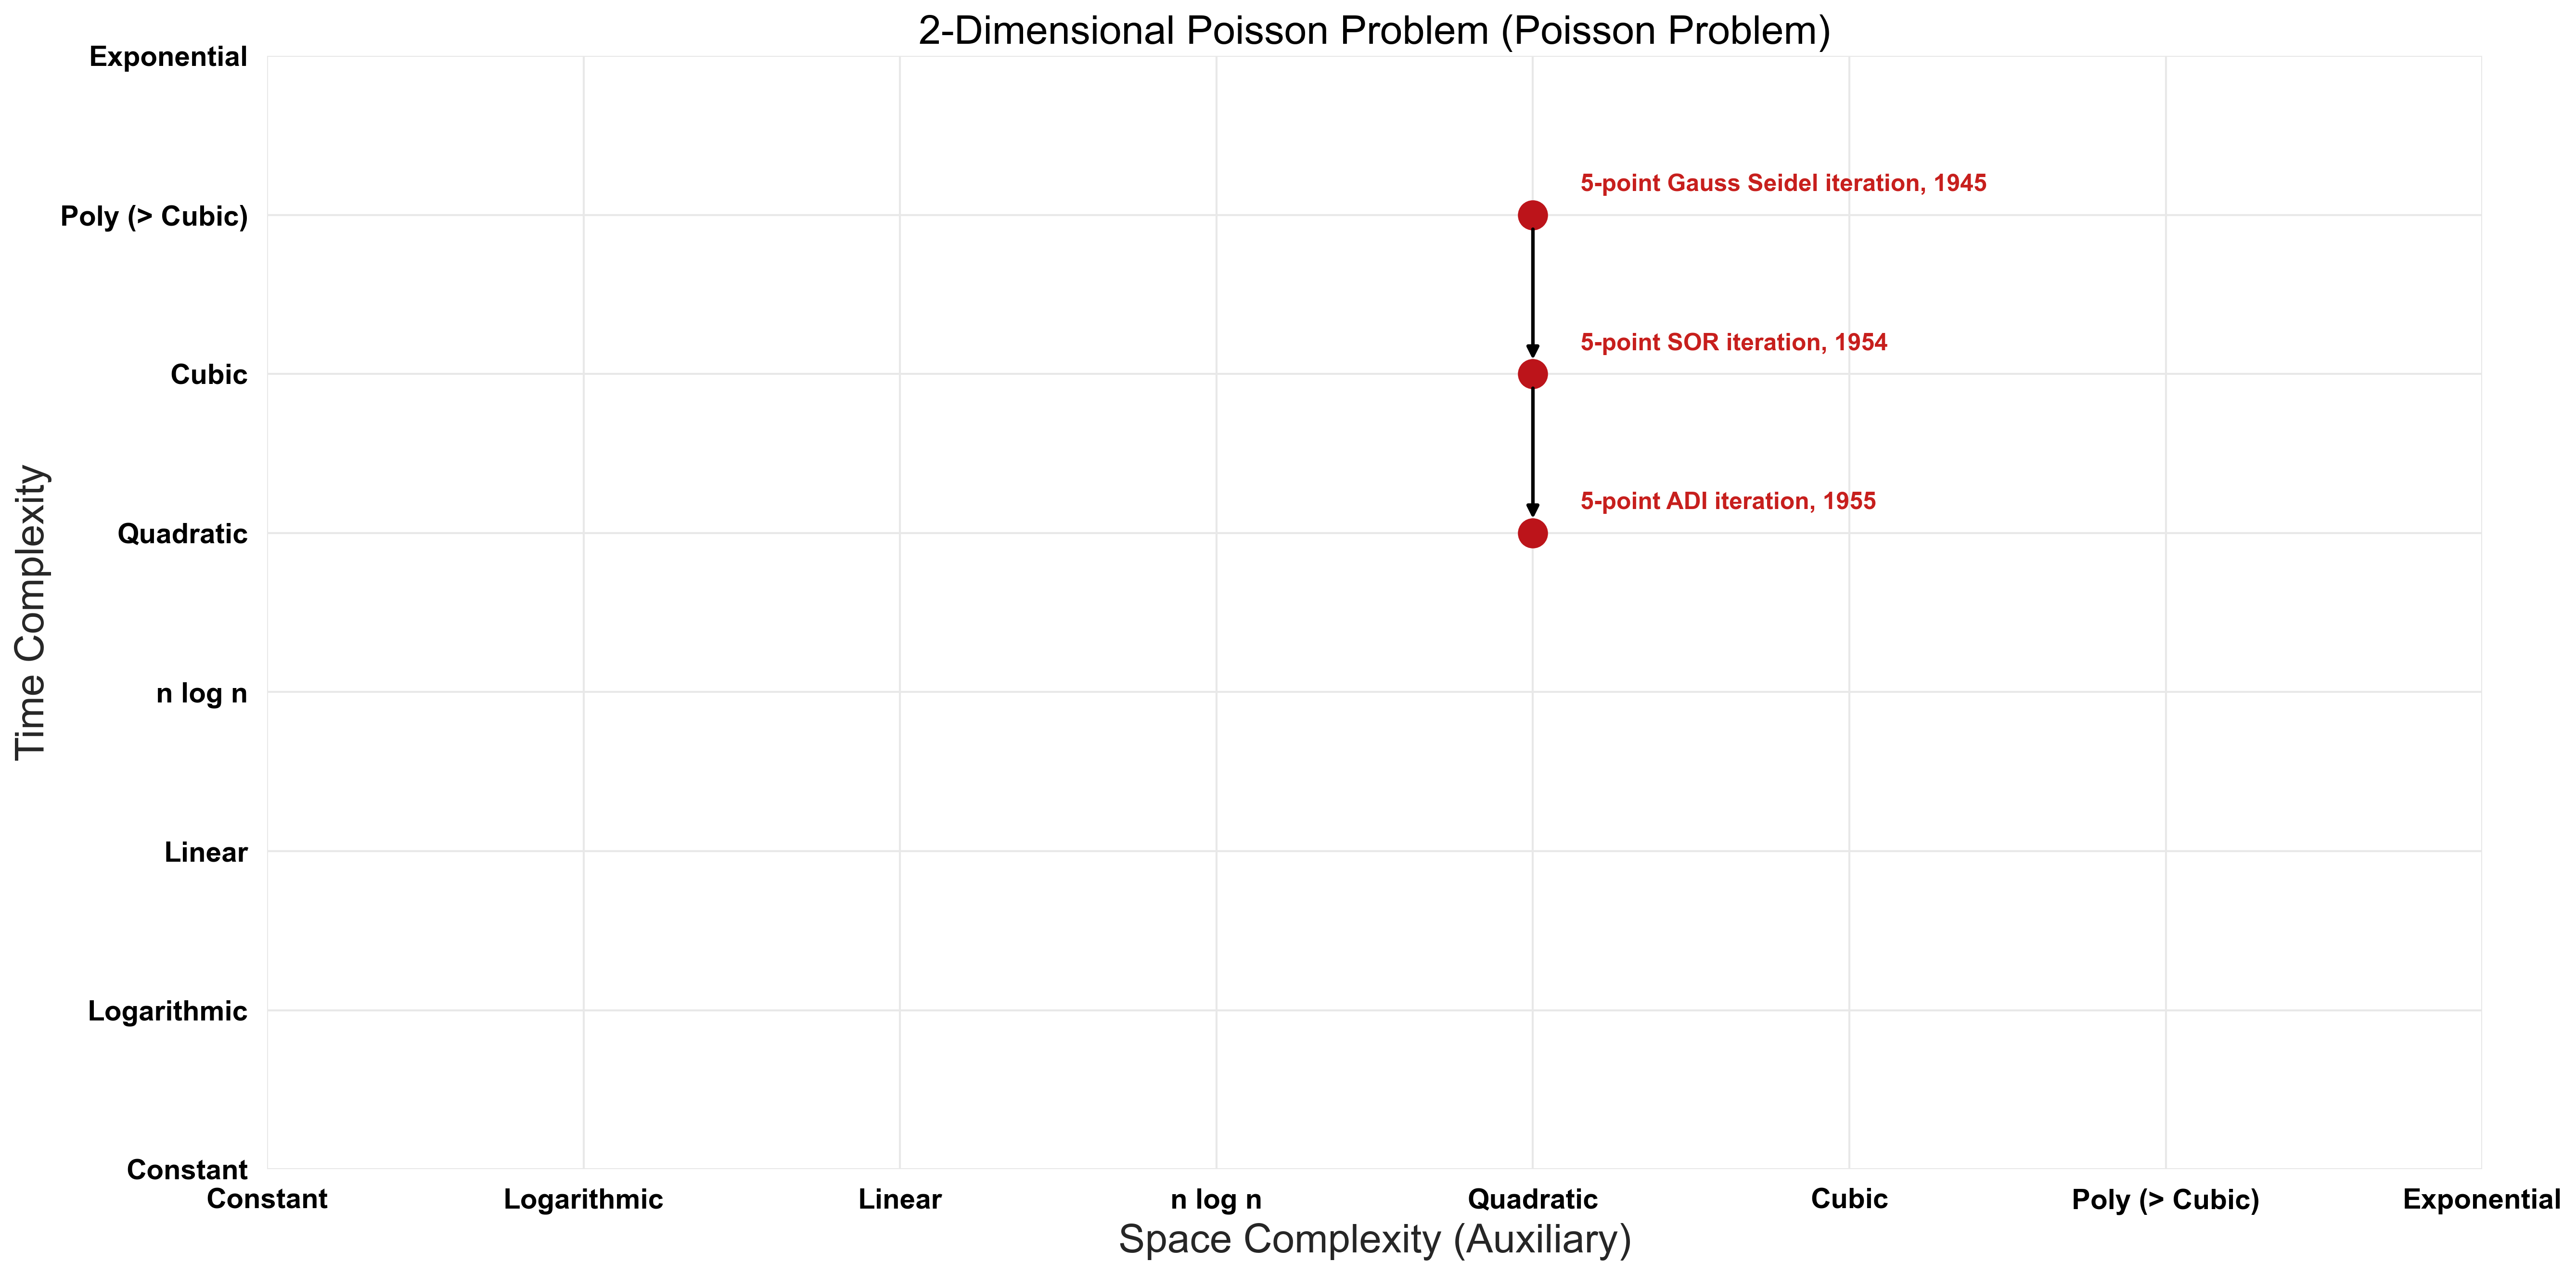 2-Dimensional Poisson Problem (Poisson Problem)
Exponential
Poly (> Cubic)
Cubic
Quadratic
n log n
Linear
Logarithmic
Constant
Time Complexity
5-point Gauss Seidel iteration, 1945
5-point SOR iteration, 1954
5-point ADI iteration, 1955
Constant
Logarithmic
Linear
n log n
Quadratic
Cubic
Poly (> Cubic)
Exponential
Space Complexity (Auxiliary)